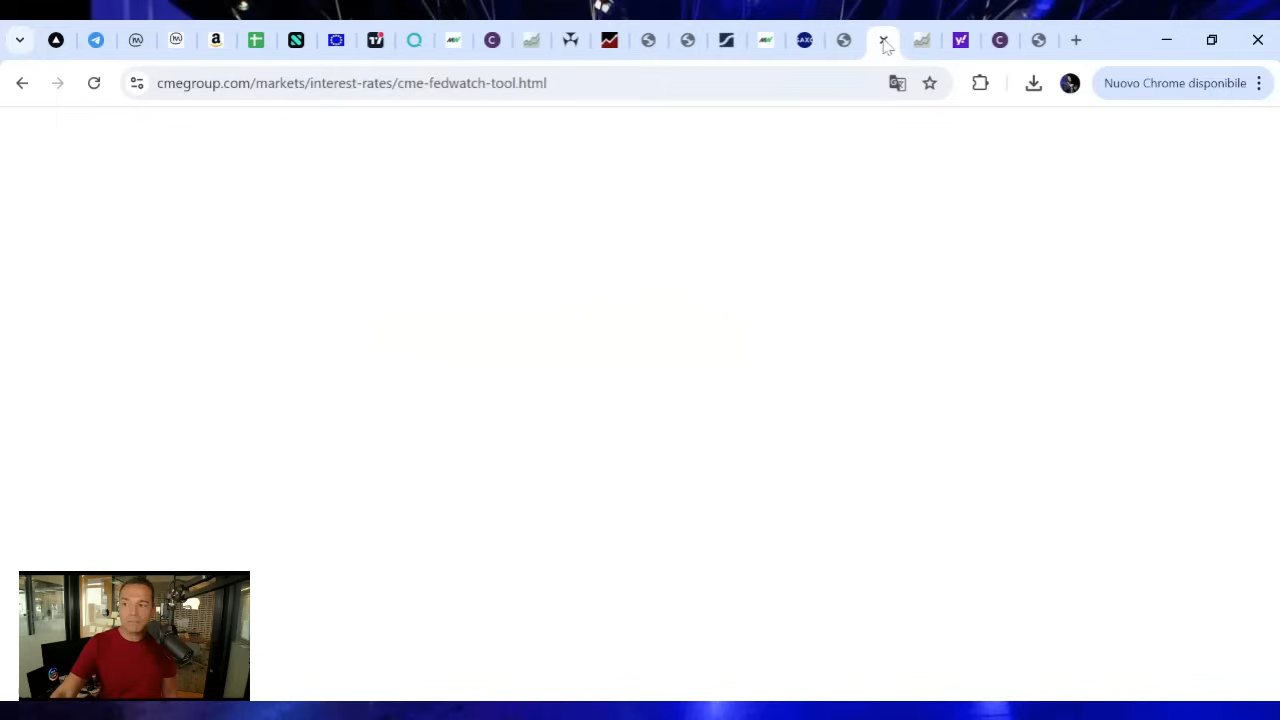 cmegroup.com/markets/interest-rates/cme-fedwatch-tool.html
Nuovo Chrome disponibile